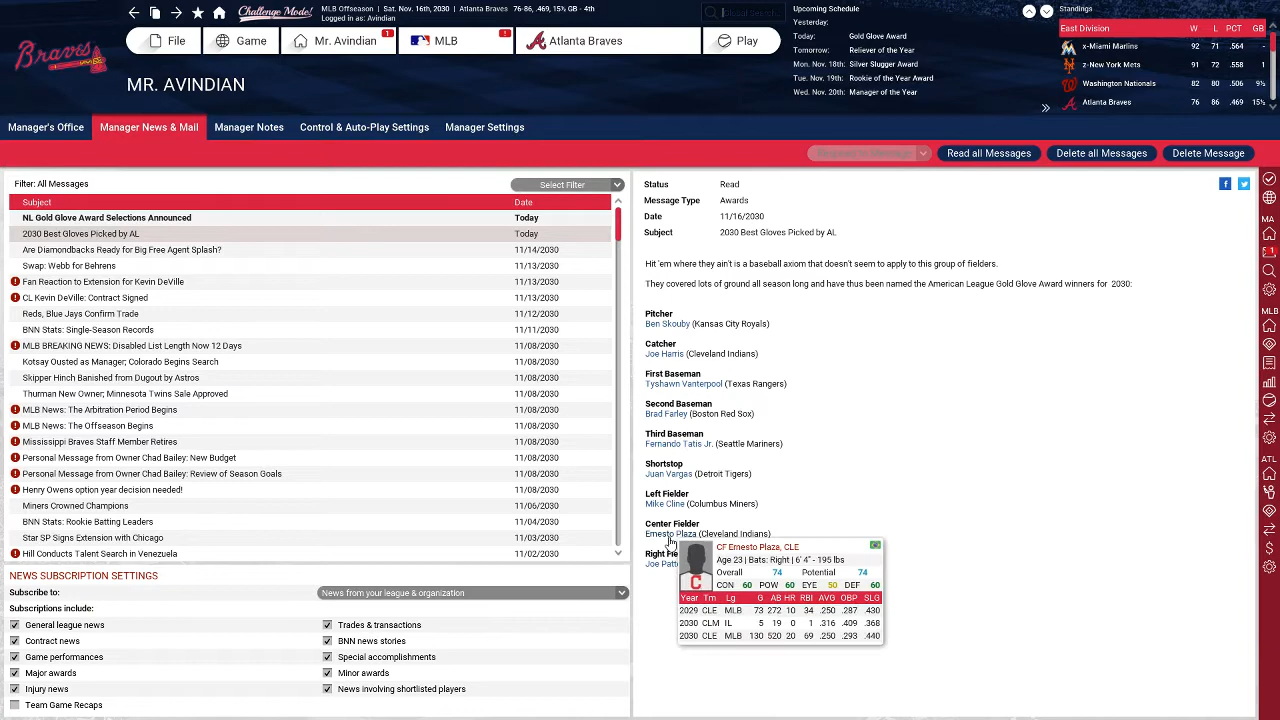 Challenge Mode!
MLB Offseason - Sat. Nov. 16th, 2030 - Atlanta Braves 76-86, .469, 15% GB - 4th
Logged in as: Avindian
Global Search...
File
Game
Mr. Avindian
1
MLB
!
Atlanta Braves
Play
Braves
MR. AVINDIAN
Upcoming Schedule
Yesterday:
Today: Gold Glove Award
Tomorrow: Reliever of the Year
Mon. Nov. 18th: Silver Slugger Award
Tue. Nov. 19th: Rookie of the Year Award
Wed. Nov. 20th: Manager of the Year
Standings
East Division W L PCT GB
x-Miami Marlins 92 71 .564 -
z-New York Mets 91 72 .558 1
Washington Nationals 82 80 .506 9½
Atlanta Braves 76 86 .469 15½
Manager's Office
Manager News & Mail
Manager Notes
Control & Auto-Play Settings
Manager Settings
Respond to Message
Read all Messages
Delete all Messages
Delete Message
Filter: All Messages
Select Filter
Subject Date
NL Gold Glove Award Selections Announced Today
2030 Best Gloves Picked by AL Today
Are Diamondbacks Ready for Big Free Agent Splash? 11/14/2030
Swap: Webb for Behrens 11/13/2030
Fan Reaction to Extension for Kevin DeVille 11/13/2030
CL Kevin DeVille: Contract Signed 11/13/2030
Reds, Blue Jays Confirm Trade 11/12/2030
BNN Stats: Single-Season Records 11/11/2030
MLB BREAKING NEWS: Disabled List Length Now 12 Days 11/08/2030
Kotsay Ousted as Manager; Colorado Begins Search 11/08/2030
Skipper Hinch Banished from Dugout by Astros 11/08/2030
Thurman New Owner; Minnesota Twins Sale Approved 11/08/2030
MLB News: The Arbitration Period Begins 11/08/2030
MLB News: The Offseason Begins 11/08/2030
Mississippi Braves Staff Member Retires 11/08/2030
Personal Message from Owner Chad Bailey: New Budget 11/08/2030
Personal Message from Owner Chad Bailey: Review of Season Goals 11/08/2030
Henry Owens option year decision needed! 11/08/2030
Miners Crowned Champions 11/06/2030
BNN Stats: Rookie Batting Leaders 11/04/2030
Star SP Signs Extension with Chicago 11/03/2030
Hill Conducts Talent Search in Venezuela 11/02/2030
NEWS SUBSCRIPTION SETTINGS
Subscribe to: News from your league & organization
Subscriptions include:
General league news Trades & transactions
Contract news BNN news stories
Game performances Special accomplishments
Major awards Minor awards
Injury news News involving shortlisted players
Team Game Recaps
Status Read
Message Type Awards
Date 11/16/2030
Subject 2030 Best Gloves Picked by AL
Hit 'em where they ain't is a baseball axiom that doesn't seem to apply to this group of fielders.
They covered lots of ground all season long and have thus been named the American League Gold Glove Award winners for 2030:
Pitcher
Ben Skouby (Kansas City Royals)
Catcher
Joe Harris (Cleveland Indians)
First Baseman
Tyshawn Vanterpool (Texas Rangers)
Second Baseman
Brad Farley (Boston Red Sox)
Third Baseman
Fernando Tatis Jr. (Seattle Mariners)
Shortstop
Juan Vargas (Detroit Tigers)
Left Fielder
Mike Cline (Columbus Miners)
Center Fielder
Ernesto Plaza (Cleveland Indians)
Right Fie
Joe Patt
CF Ernesto Plaza, CLE
Age 23 | Bats: Right | 6' 4" - 195 lbs
Overall 74 Potential 74
CON 60 POW 60 EYE 50 DEF 60
Year Tm Lg G AB HR RBI AVG OBP SLG
2029 CLE MLB 73 272 10 34 .250 .287 .430
2030 CLM IL 5 19 0 1 .316 .409 .368
2030 CLE MLB 130 520 20 69 .250 .293 .440
MA
1
MLB
ATL